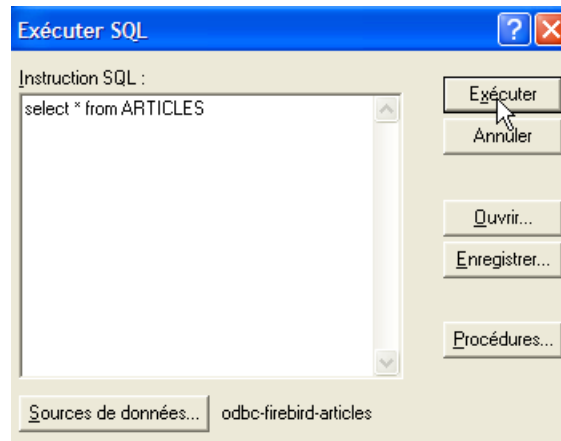 Exécuter SQL
Instruction SQL :
select * from ARTICLES
Exécuter
Annuler
Ouvrir...
Enregistrer...
Procédures...
Sources de données...
odbc-firebird-articles